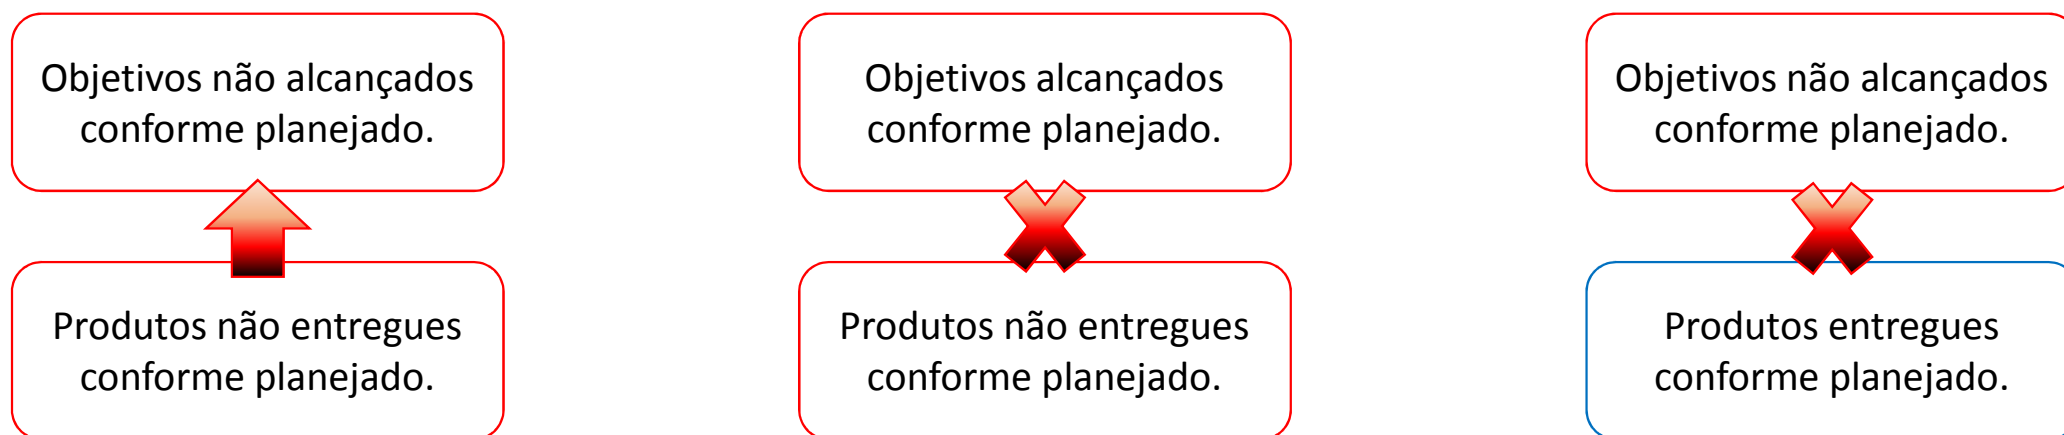 Objetivos não alcançados
conforme planejado.
Objetivos alcançados
conforme planejado.
Objetivos não alcançados
conforme planejado.
Produtos não entregues
conforme planejado.
Produtos não entregues
conforme planejado.
Produtos entregues
conforme planejado.